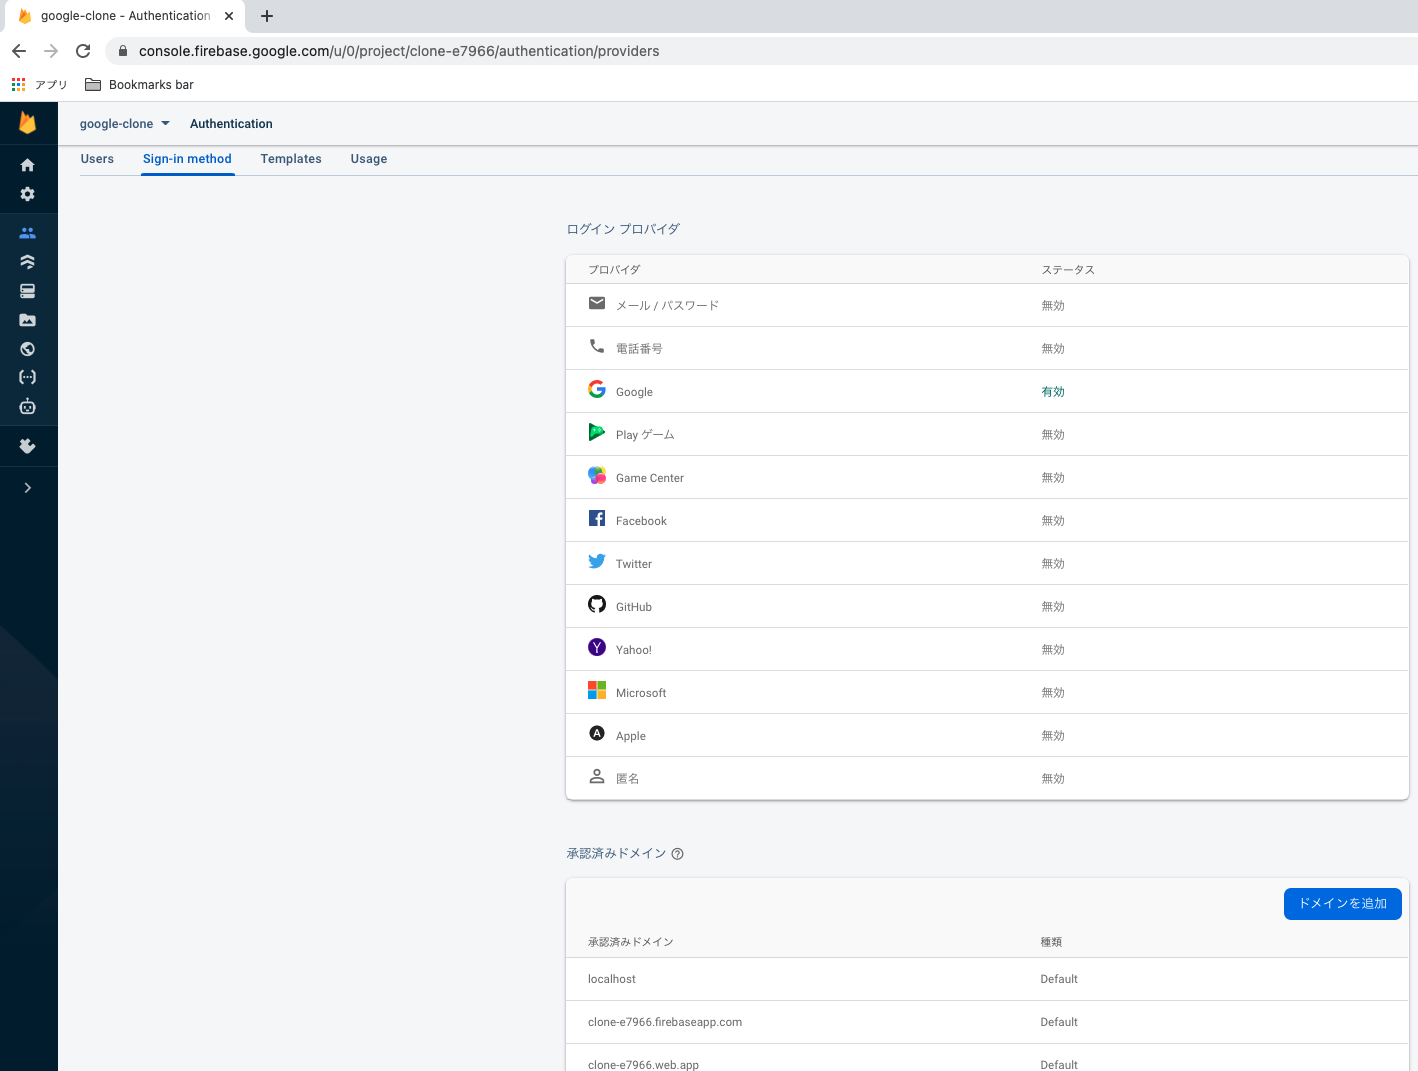 google-clone - Authentication
console.firebase.google.com/u/0/project/clone-e7966/authentication/providers
アプリ Bookmarks bar
google-clone Authentication
Users Sign-in method Templates Usage
ログイン プロバイダ
プロバイダ ステータス
メール / パスワード 無効
電話番号 無効
Google 有効
Play ゲーム 無効
Game Center 無効
Facebook 無効
Twitter 無効
GitHub 無効
Yahoo! 無効
Microsoft 無効
Apple 無効
匿名 無効
承認済みドメイン
ドメインを追加
承認済みドメイン 種類
localhost Default
clone-e7966.firebaseapp.com Default
clone-e7966.web.app Default